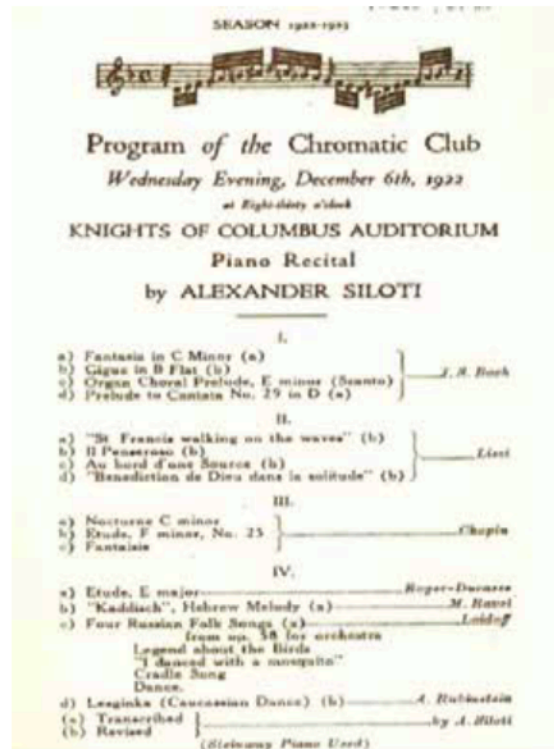 SEASON 1922-1923
Program of the Chromatic Club
Wednesday Evening, December 6th, 1922
at Eight-thirty o'clock
KNIGHTS OF COLUMBUS AUDITORIUM
Piano Recital
by ALEXANDER SILOTI
I.
a) Fantasia in C Minor (a)
b) Gigue in B Flat (b)
c) Organ Choral Prelude, E minor (Szanto)
d) Prelude to Cantata No. 29 in D (a)
J. S. Bach
II.
a) "St Francis walking on the waves" (b)
b) Il Penseroso (b)
c) Au bord d'une Source (b)
d) "Benediction de Dieu dans la solitude" (b)
Liszt
III.
a) Nocturne C minor
b) Etude, F minor, No. 25
c) Fantaisie
Chopin
IV.
a) Etude, E major Roger-Ducasse
b) "Kaddisch", Hebrew Melody (a) M. Ravel
c) Four Russian Folk Songs (a) Liadoff
from op. 58 for orchestra
Legend about the Birds
"I danced with a mosquito"
Cradle Song
Dance.
d) Lesginka (Caucassian Dance) (b) A. Rubinstein
(a) Transcribed
(b) Revised
by A. Siloti
(Steinway Piano Used)